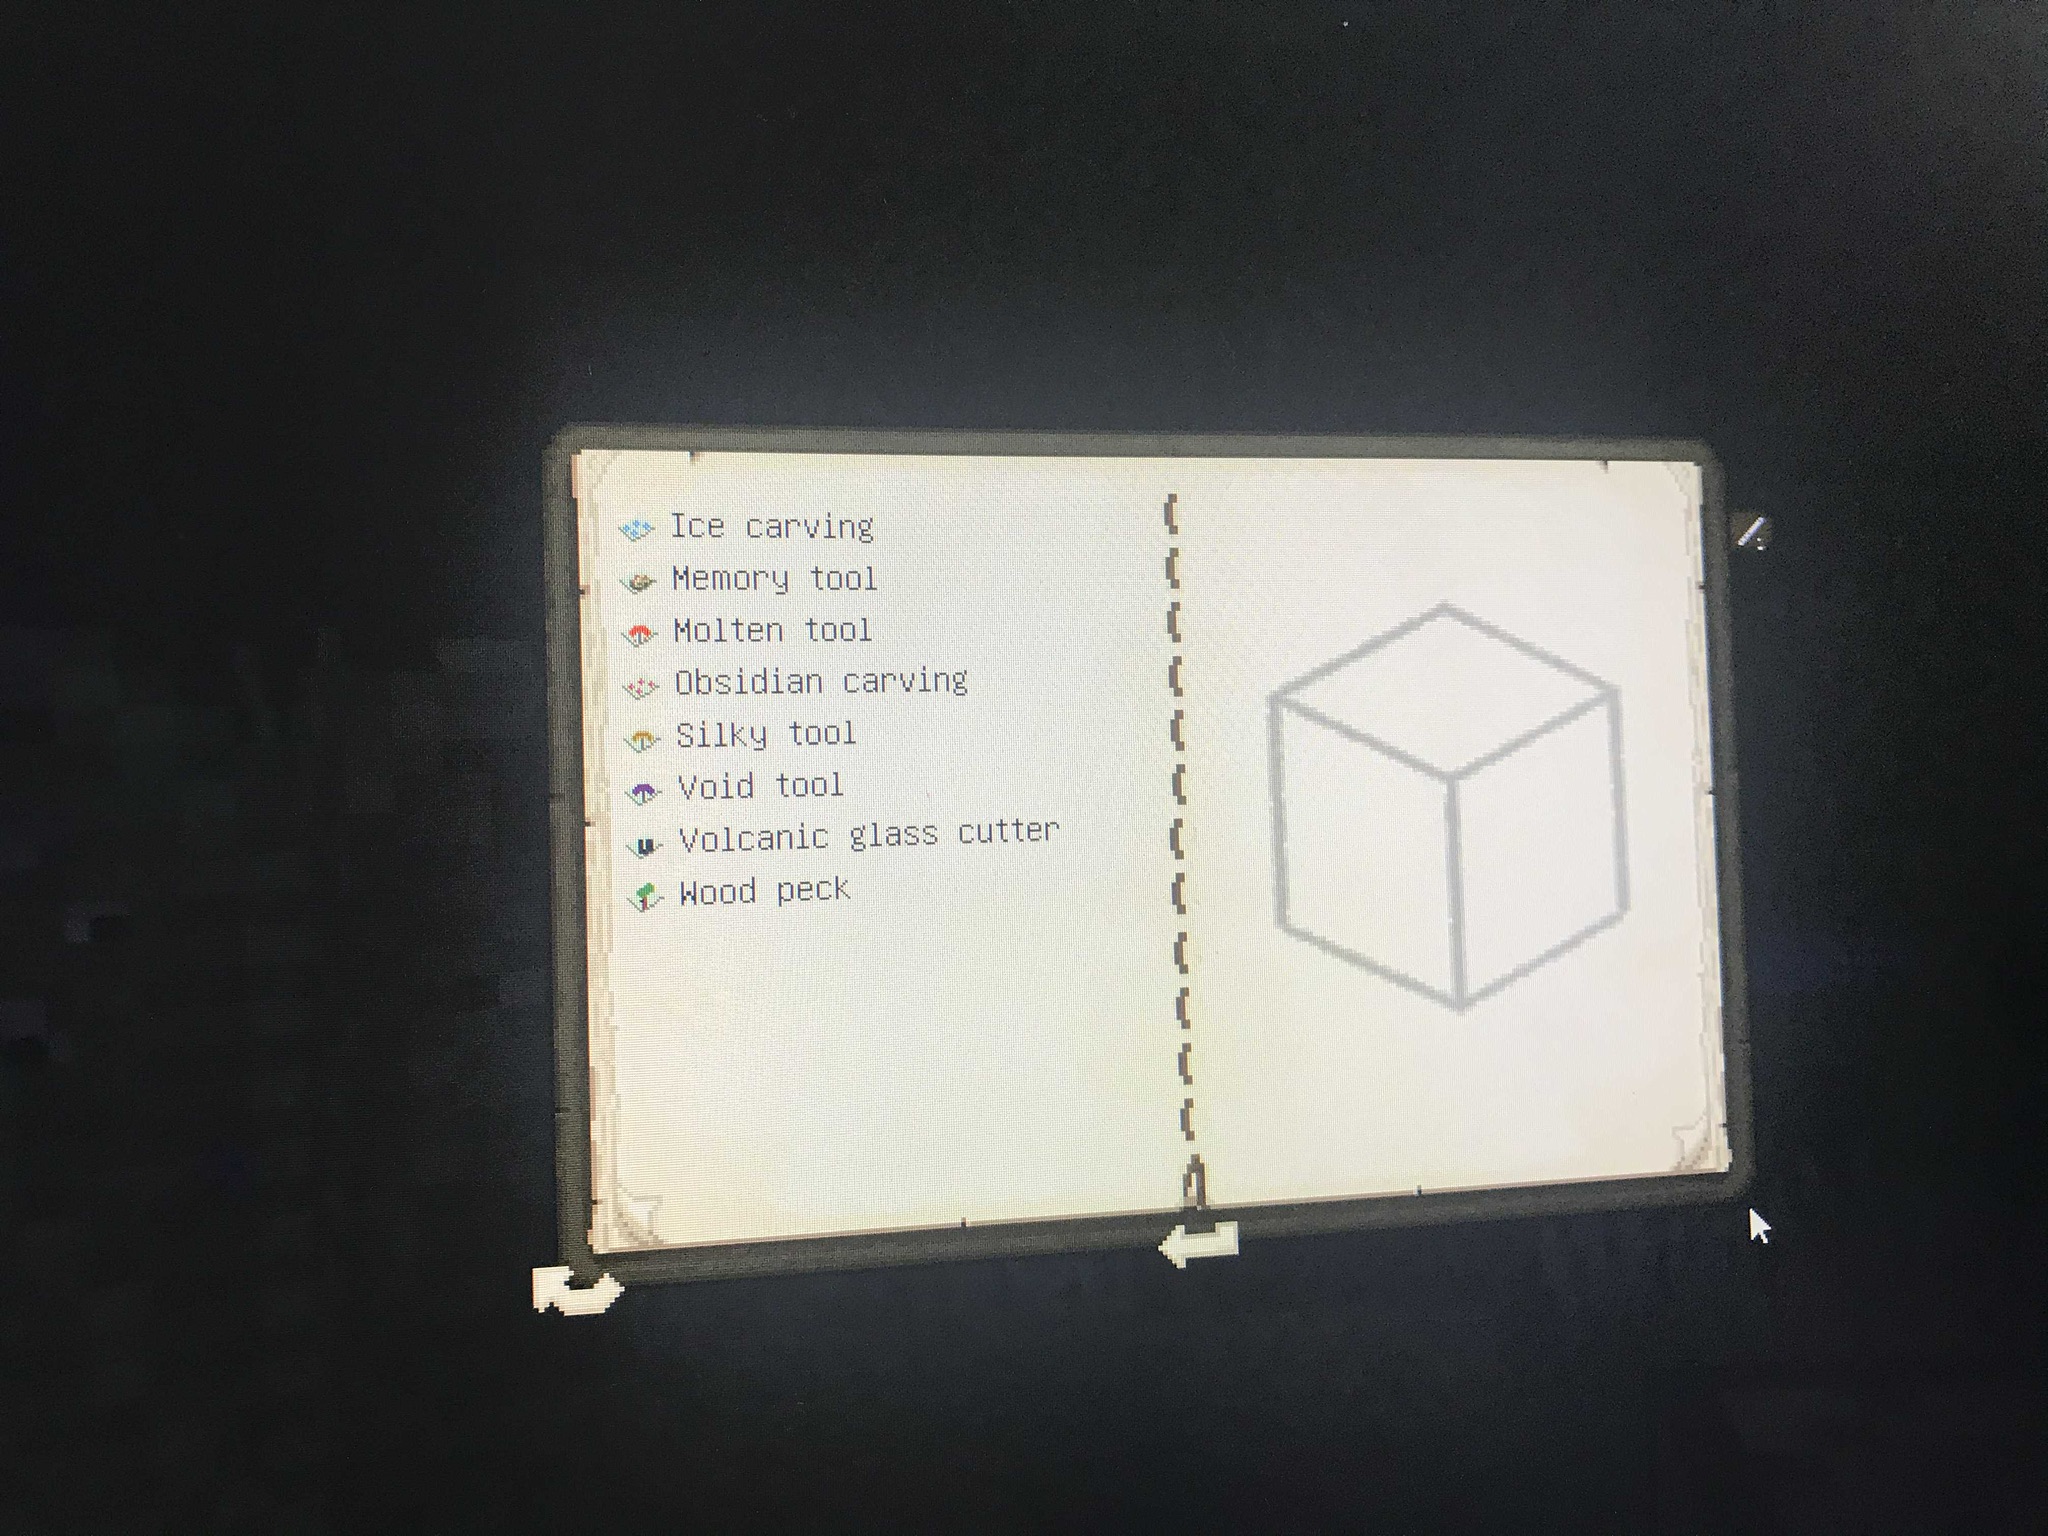 Ice carving
Memory tool
Molten tool
Obsidian carving
Silky tool
Void tool
Volcanic glass cutter
Wood peck